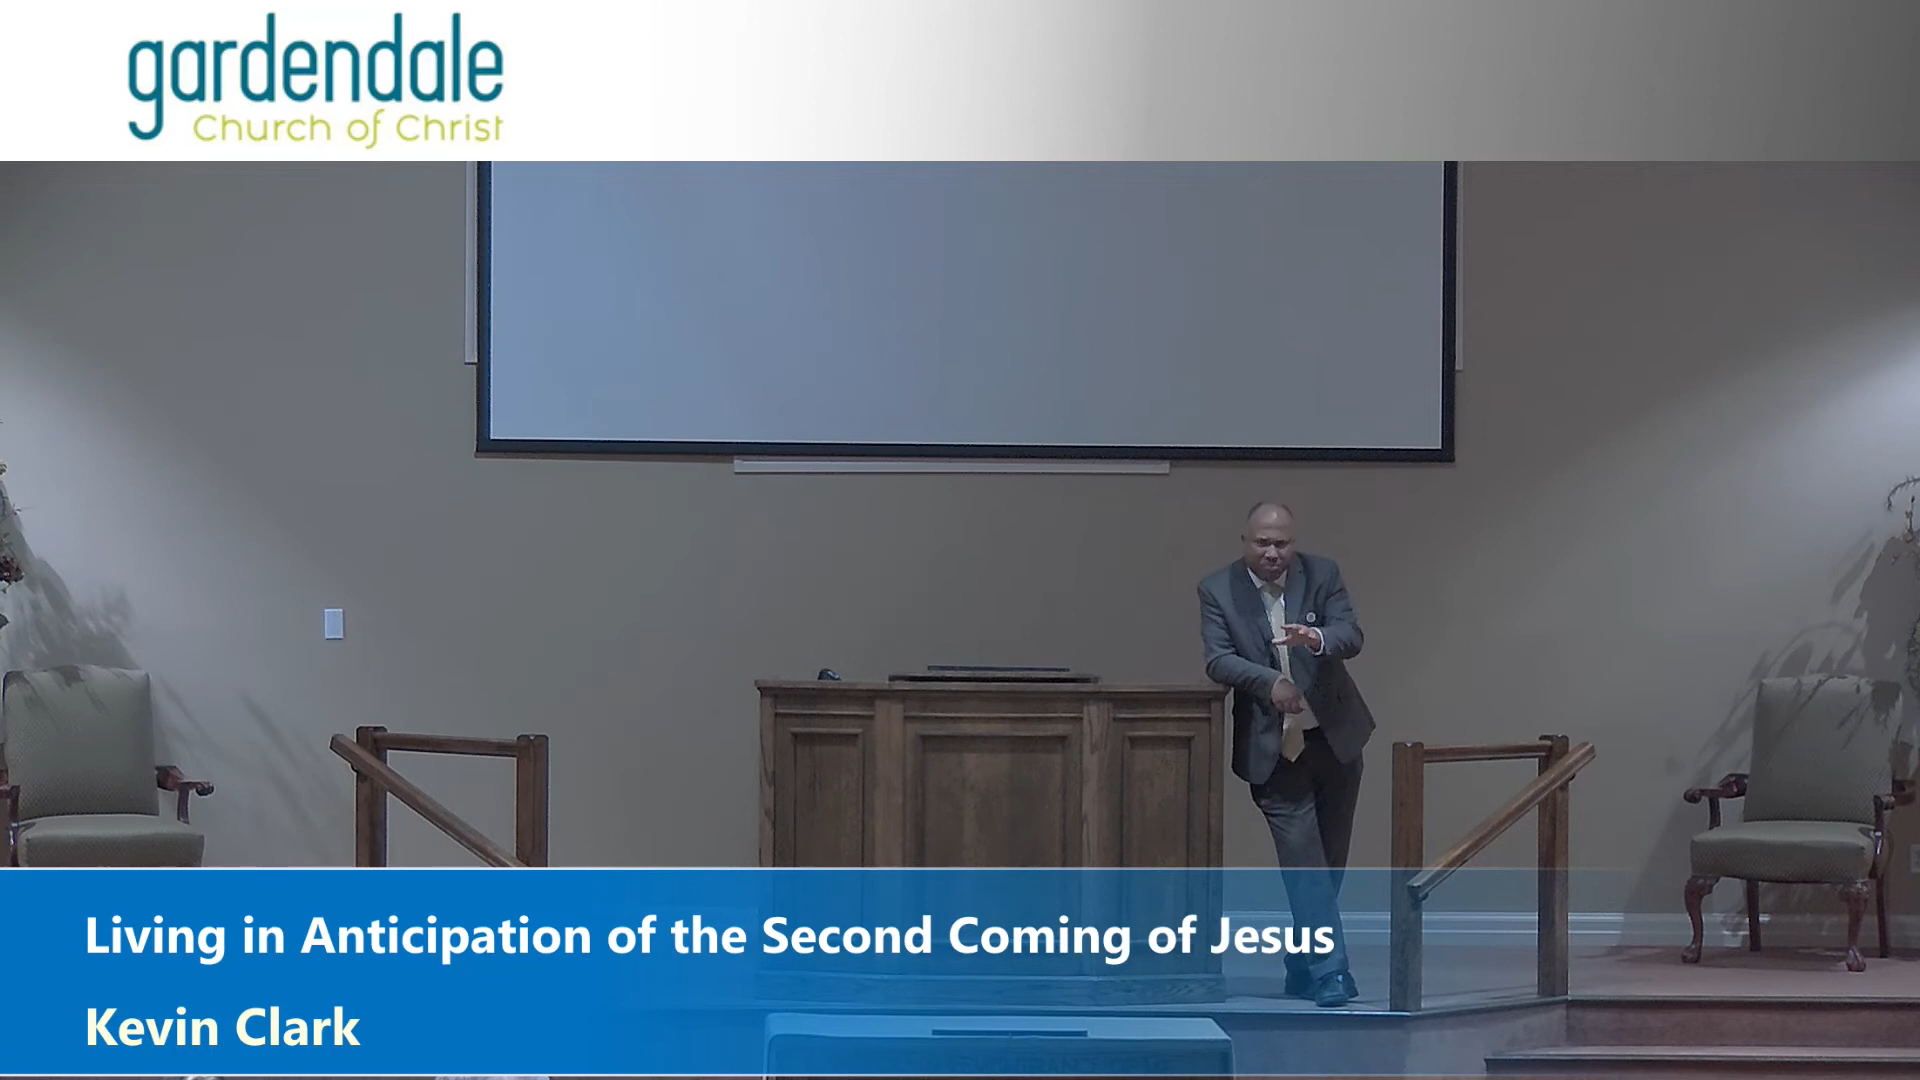 gardendale
Church of Christ
Living in Anticipation of the Second Coming of Jesus
Kevin Clark